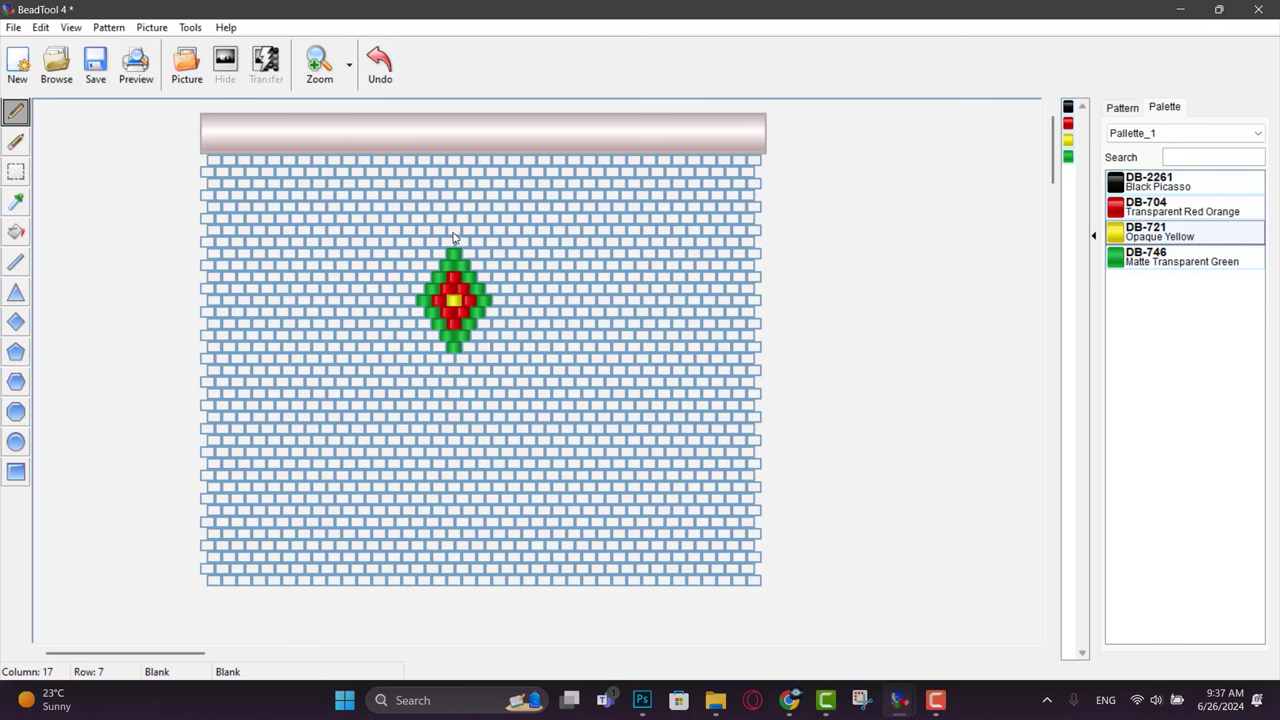 BeadTool 4 *
File Edit View Pattern Picture Tools Help
New Browse Save Preview Picture Hide Transfer Zoom Undo
Pattern Palette
Pallette_1
Search
DB-2261
Black Picasso
DB-704
Transparent Red Orange
DB-721
Opaque Yellow
DB-746
Matte Transparent Green
Column: 17 Row: 7 Blank Blank
23°C
Sunny
Search
ENG
9:37 AM
6/26/2024